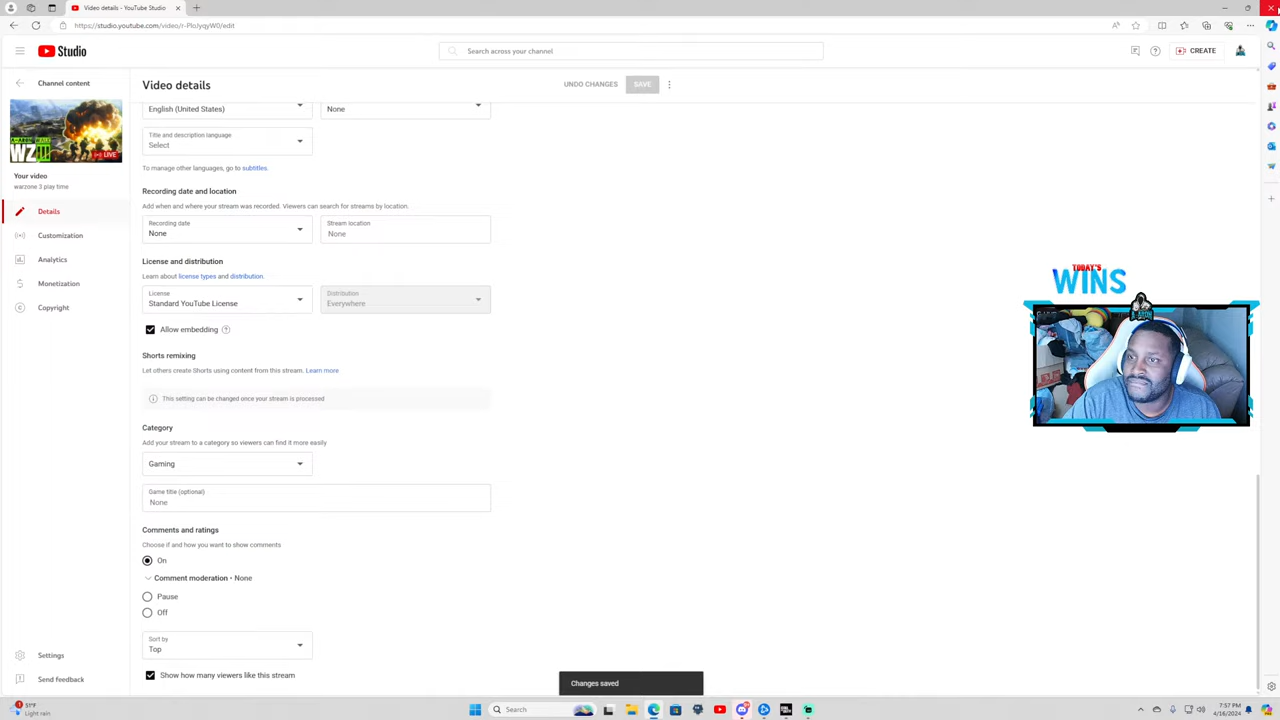 Video details - YouTube Studio
https://studio.youtube.com/video/r-Plo/yqyW0/edit
Studio
Search across your channel
CREATE
Channel content
Video details
UNDO CHANGES
SAVE
WZ
LIVE
Your video
warzone 3 play time
Details
Customization
Analytics
Monetization
Copyright
Settings
Send feedback
English (United States)
None
Title and description language
Select
To manage other languages, go to subtitles.
Recording date and location
Add when and where your stream was recorded. Viewers can search for streams by location.
Recording date
None
Stream location
None
License and distribution
Learn about license types and distribution.
License
Standard YouTube License
Distribution
Everywhere
Allow embedding
Shorts remixing
Let others create Shorts using content from this stream. Learn more
This setting can be changed once your stream is processed
Category
Add your stream to a category so viewers can find it more easily
Gaming
Game title (optional)
None
Comments and ratings
Choose if and how you want to show comments
On
Comment moderation • None
Pause
Off
Sort by
Top
Show how many viewers like this stream
Changes saved
TODAY'S
WINS
51°F
Light rain
Search
7:37 PM
4/16/2024